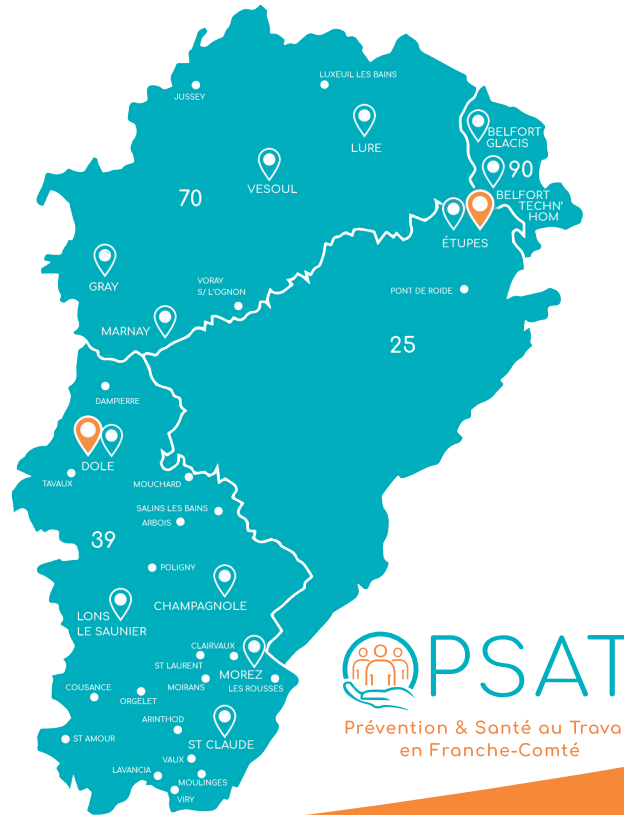 LUXEUIL LES BAINS
JUSSEY
BELFORT
GLACIS
LURE
90
VESOUL
70
BELFORT
TECHN'
HOM
ÉTUPES
GRAY
VORAY
S/ L'OGNON
PONT DE ROIDE
MARNAY
25
DAMPIERRE
DOLE
TAVAUX
MOUCHARD
SALINS LES BAINS
ARBOIS
39
POLIGNY
CHAMPAGNOLE
LONS
LE SAUNIER
CLAIRVAUX
ST LAURENT
MOREZ
MOIRANS
LES ROUSSES
COUSANCE
ORGELET
ARINTHOD
ST CLAUDE
ST AMOUR
VAUX
LAVANCIA
MOULINGES
VIRY
OPSAT
Prévention & Santé au Trava
en Franche-Comté